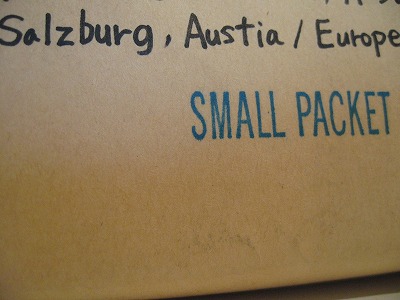 Salzburg, Austia / Europe
SMALL PACKET